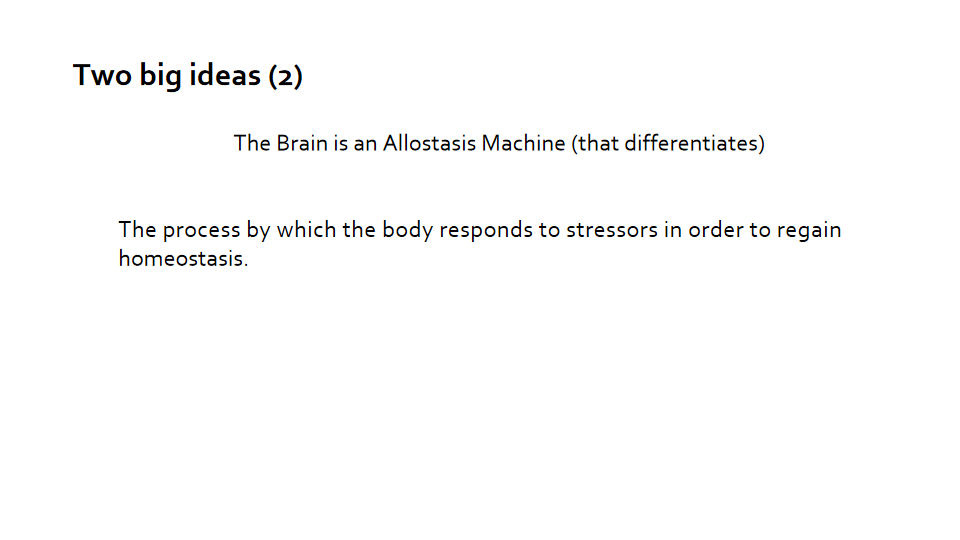 Two big ideas (2)
The Brain is an Allostasis Machine (that differentiates)
The process by which the body responds to stressors in order to regain
homeostasis.